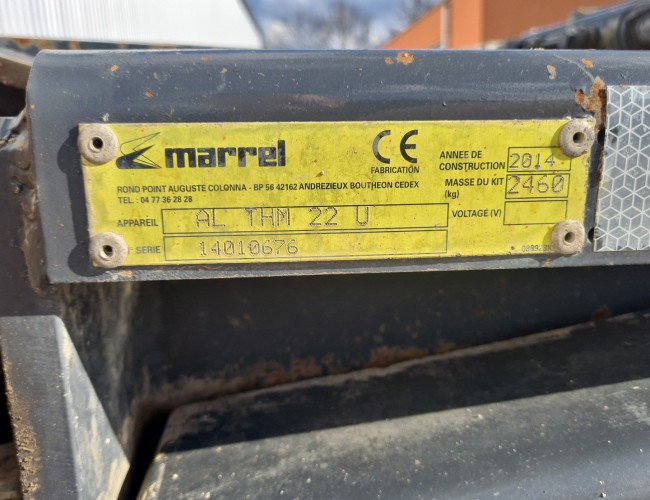 marrel
CE
FABRICATION
ROND POINT AUGUSTE COLONNA - BP 56 42162 ANDREZIEUX BOUTHEON CEDEX
TEL. : 04 77 36 28 28
ANNEE DE CONSTRUCTION 2014
MASSE DU KIT (kg) 2460
VOLTAGE (V)
APPAREIL AL THM 22 U
SERIE 14010676